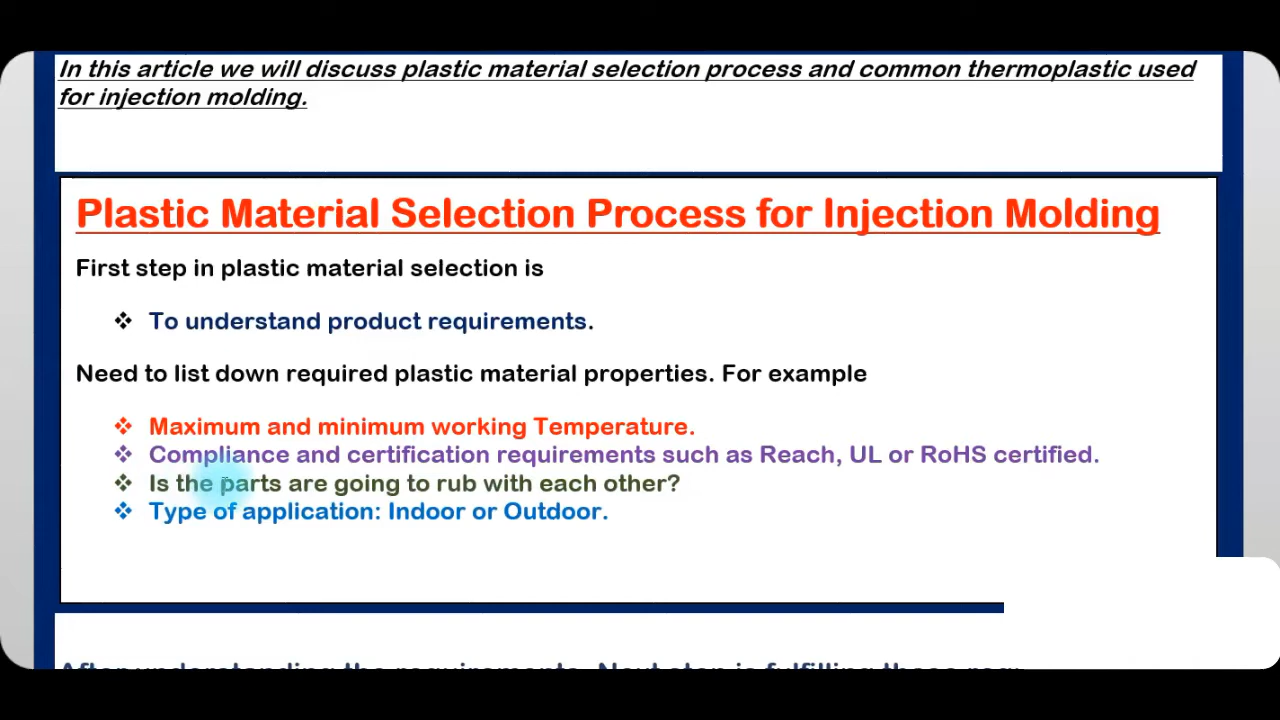 In this article we will discuss plastic material selection process and common thermoplastic used
for injection molding.
Plastic Material Selection Process for Injection Molding
First step in plastic material selection is
❖ To understand product requirements.
Need to list down required plastic material properties. For example
❖ Maximum and minimum working Temperature.
❖ Compliance and certification requirements such as Reach, UL or RoHS certified.
❖ Is the parts are going to rub with each other?
❖ Type of application: Indoor or Outdoor.
After understanding the requirements. Next step is fulfilling these